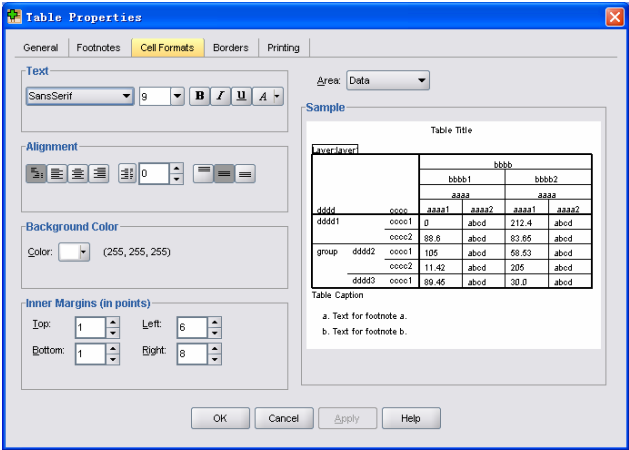 Table Properties
General Footnotes Cell Formats Borders Printing
Text
SansSerif 9 B I U A
Alignment
0
Background Color
Color: (255, 255, 255)
Inner Margins (in points)
Top: 1 Left: 6
Bottom: 1 Right: 8
Area: Data
Sample
Table Title
Layer:layer1
bbbb
bbbb1 bbbb2
aaaa aaaa
dddd cccc aaaa1 aaaa2 aaaa1 aaaa2
dddd1 cccc1 0 abcd 212.4 abcd
cccc2 88.6 abcd 83.65 abcd
group dddd2 cccc1 105 abcd 58.53 abcd
cccc2 11.42 abcd 205 abcd
dddd3 cccc1 89.45 abcd 30.0 abcd
Table Caption
a. Text for footnote a.
b. Text for footnote b.
OK Cancel Apply Help